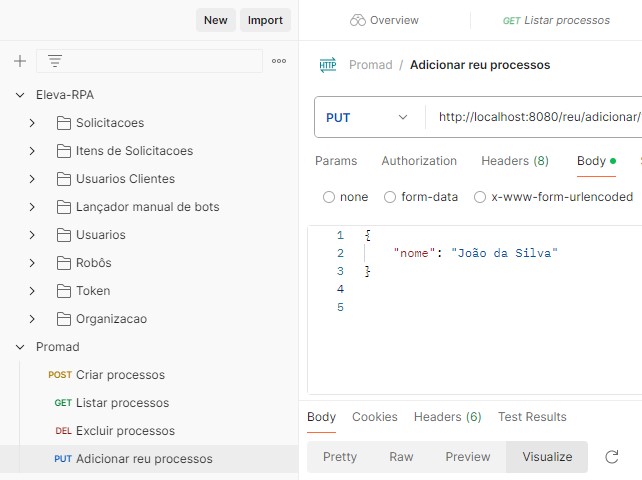 New Import
Overview
GET Listar processos
Eleva-RPA
Solicitacoes
Itens de Solicitacoes
Usuarios Clientes
Lançador manual de bots
Usuarios
Robôs
Token
Organizacao
Promad
POST Criar processos
GET Listar processos
DEL Excluir processos
PUT Adicionar reu processos
HTTP Promad / Adicionar reu processos
PUT http://localhost:8080/reu/adicionar/
Params Authorization Headers (8) Body
none form-data x-www-form-urlencoded
1 {
2 "nome": "João da Silva"
3 }
4
5
Body Cookies Headers (6) Test Results
Pretty Raw Preview Visualize